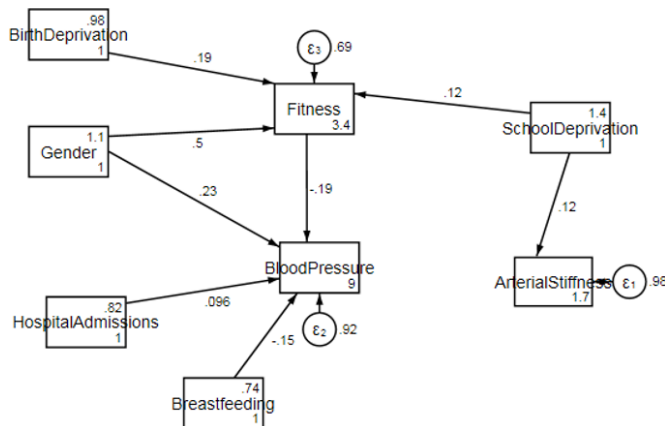 .98
BirthDeprivation
1
.19
ε3
.69
Fitness
3.4
.12
1.4
SchoolDeprivation
1
1.1
Gender
1
.5
.23
-.19
.12
BloodPressure
9
ArterialStiffness
1.7
ε1
.98
.82
HospitalAdmissions
1
.096
ε2
.92
-.15
.74
Breastfeeding
1